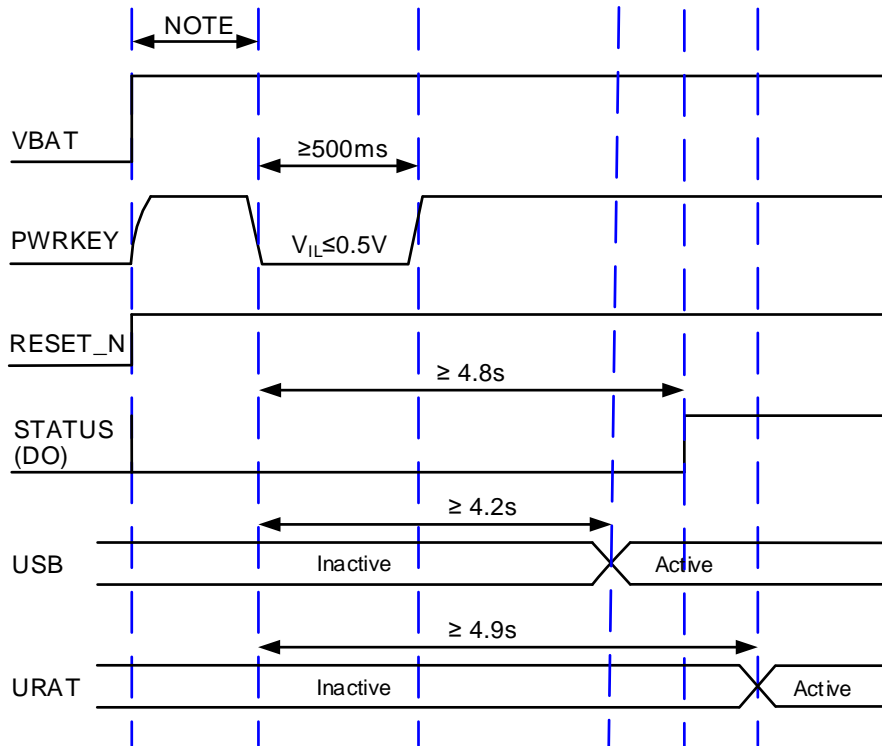 NOTE
VBAT
≥500ms
PWRKEY
VIL≤0.5V
RESET_N
≥ 4.8s
STATUS
(DO)
≥ 4.2s
USB
Inactive
Active
≥ 4.9s
URAT
Inactive
Active